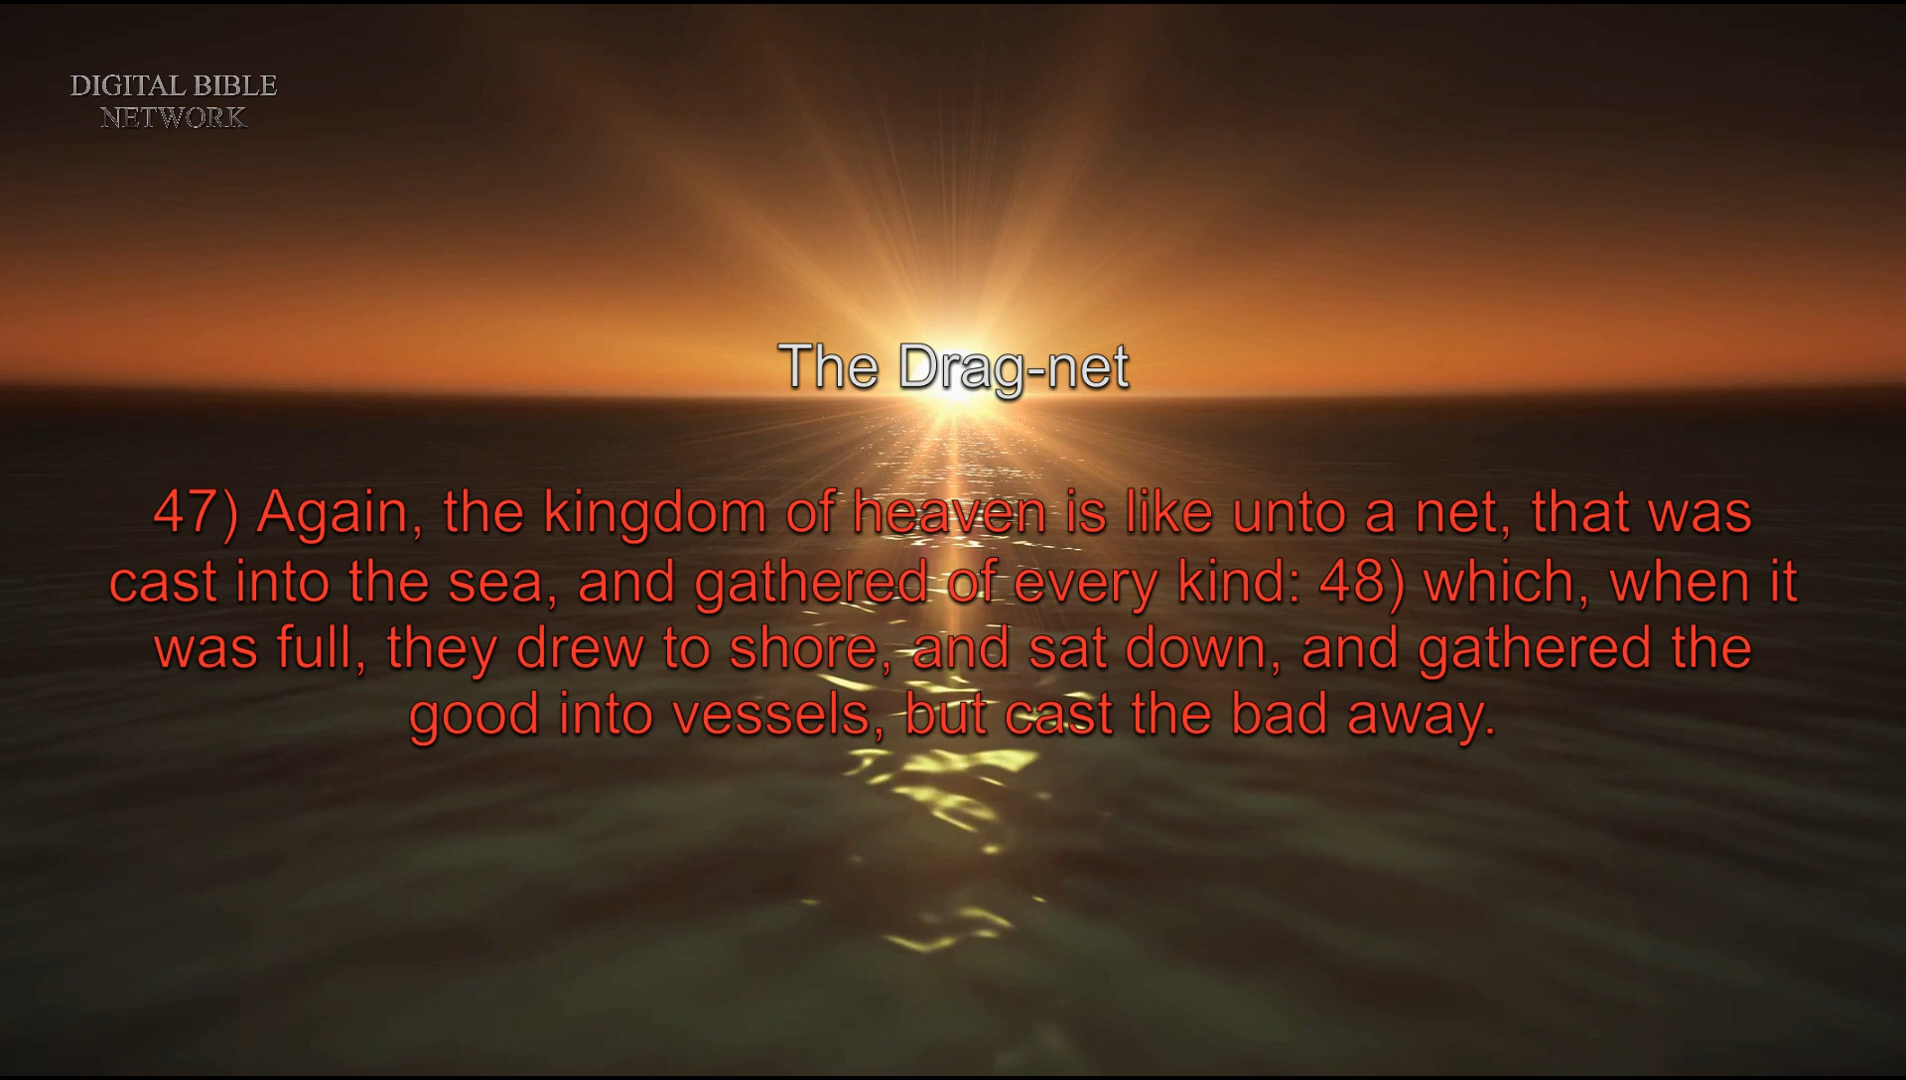 DIGITAL BIBLE
NETWORK
The Drag-net
47) Again, the kingdom of heaven is like unto a net, that was
cast into the sea, and gathered of every kind: 48) which, when it
was full, they drew to shore, and sat down, and gathered the
good into vessels, but cast the bad away.